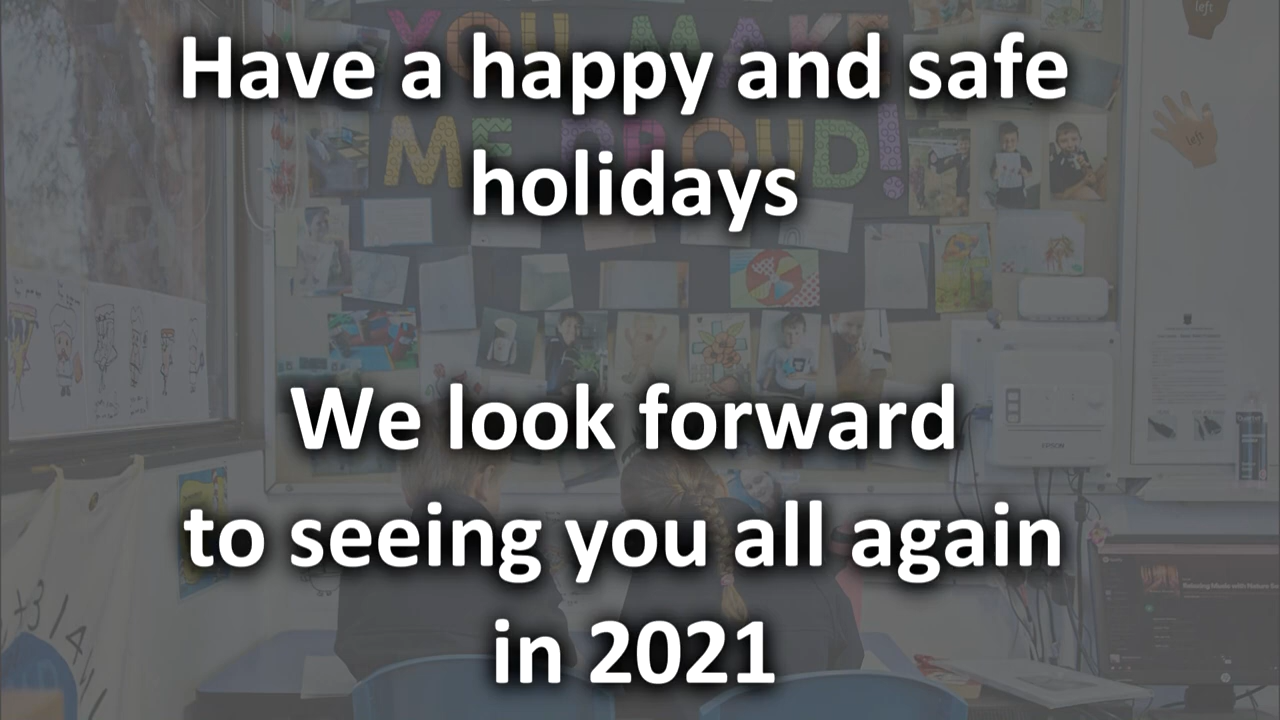 Have a happy and safe
holidays
We look forward
to seeing you all again
in 2021
YOU MAKE
ME PROUD!
left
left
EPSON